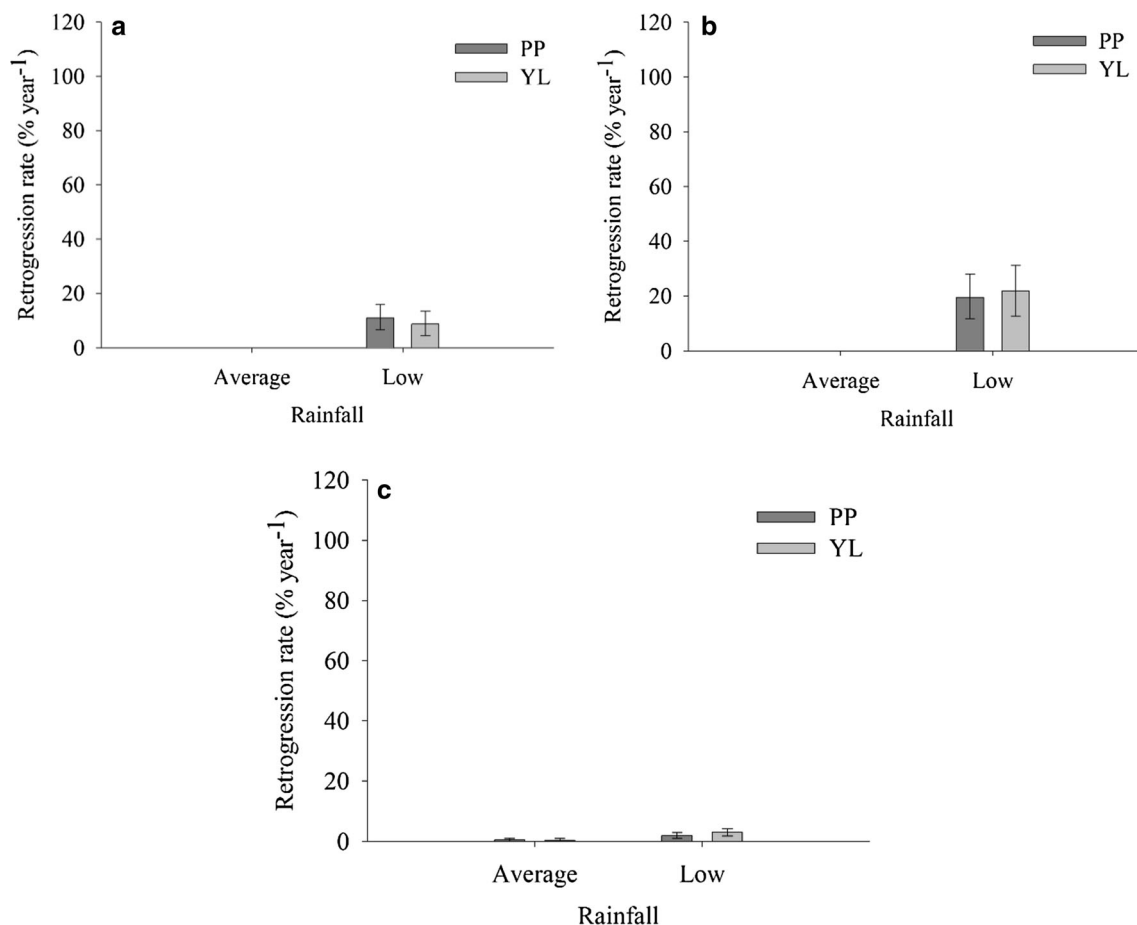 a
PP
YL
Retrogression rate (% year-1)
120
100
80
60
40
20
0
Average Low
Rainfall
b
PP
YL
Retrogression rate (% year-1)
120
100
80
60
40
20
0
Average Low
Rainfall
c
PP
YL
Retrogression rate (% year-1)
120
100
80
60
40
20
0
Average Low
Rainfall